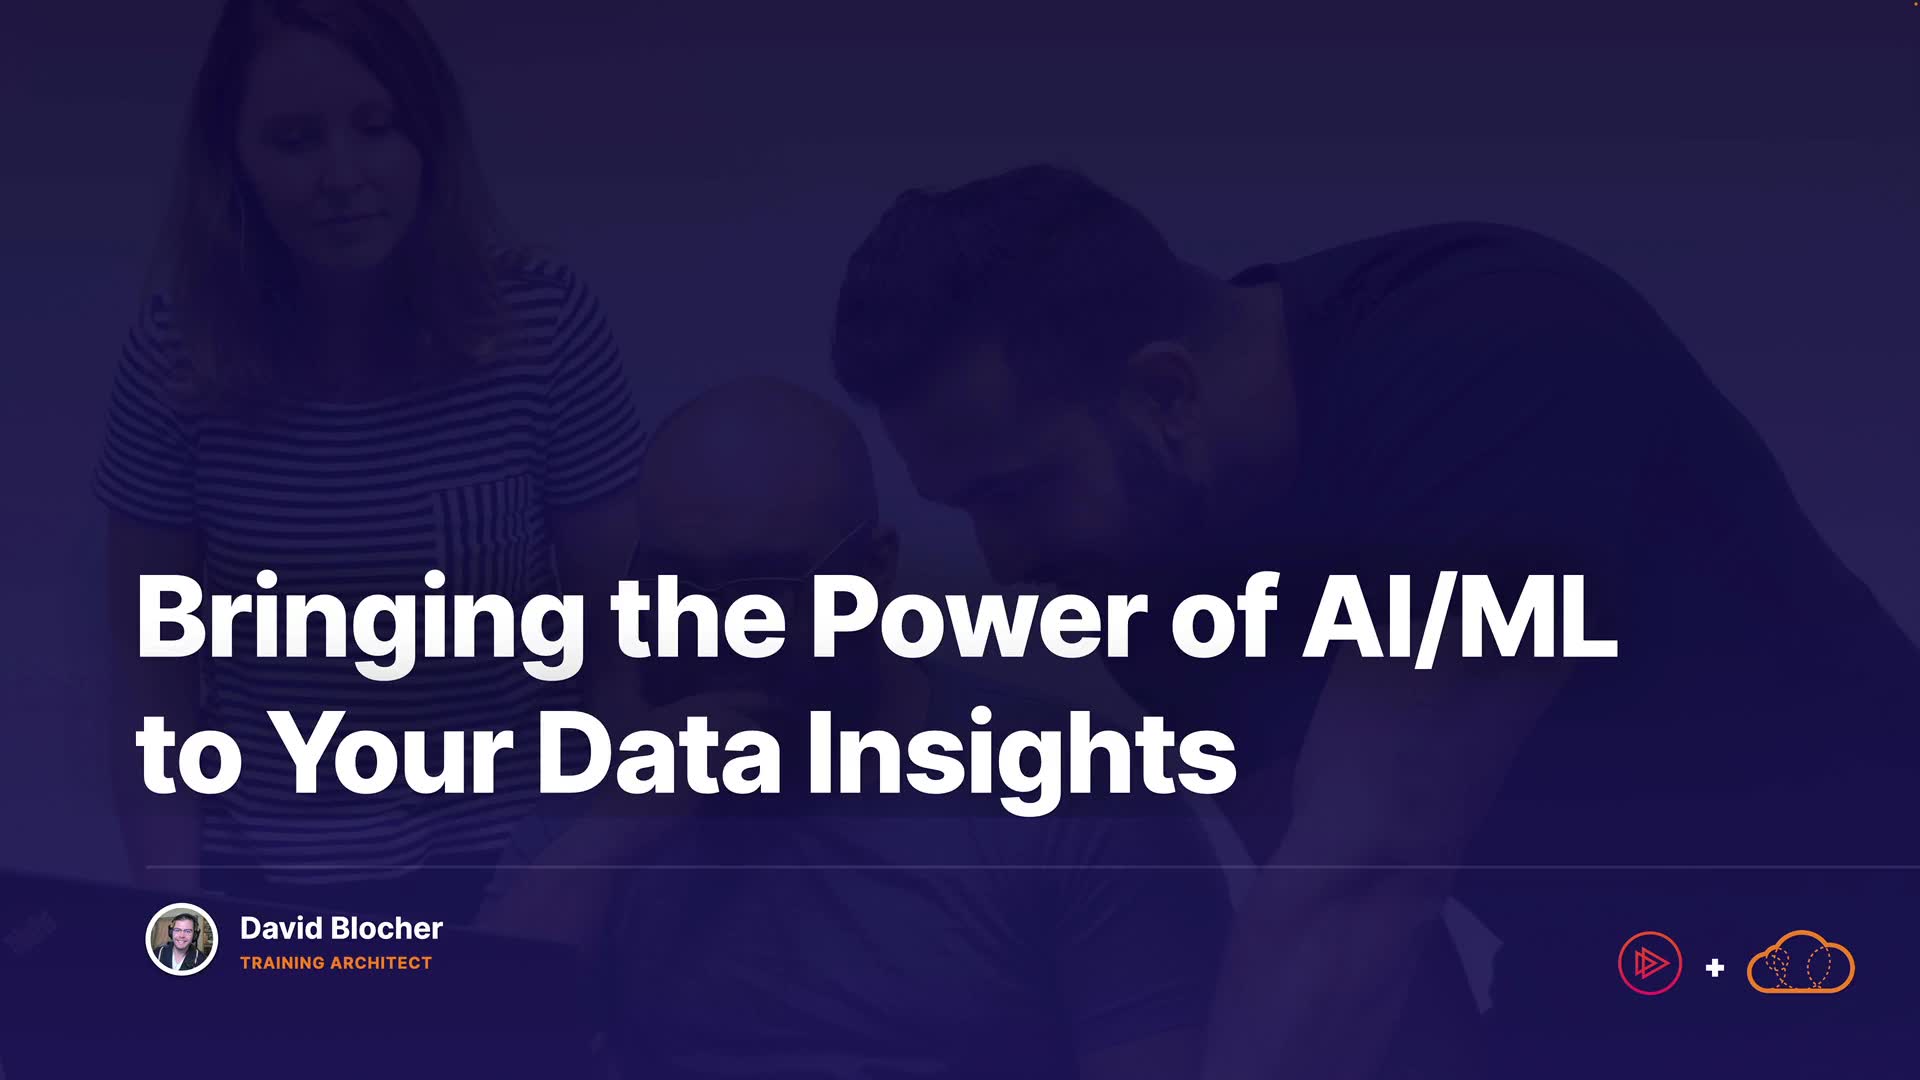 Bringing the Power of AI/ML
to Your Data Insights
David Blocher
TRAINING ARCHITECT
+